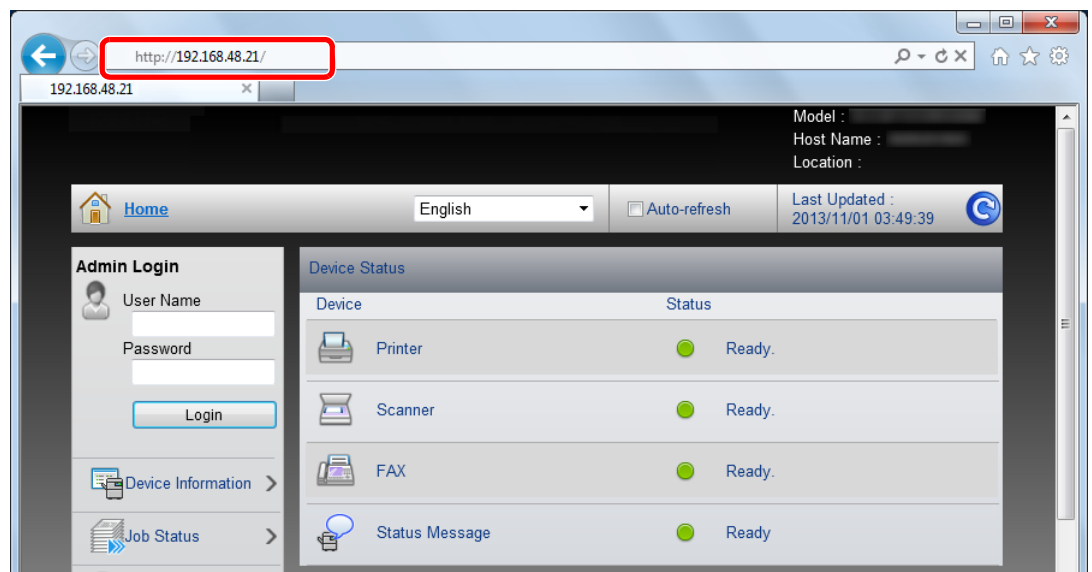 http://192.168.48.21/
192.168.48.21
Model :
Host Name :
Location :
Home
English
Auto-refresh
Last Updated :
2013/11/01 03:49:39
Admin Login
User Name
Password
Login
Device Information
Job Status
Device Status
Device Status
Printer Ready.
Scanner Ready.
FAX Ready.
Status Message Ready